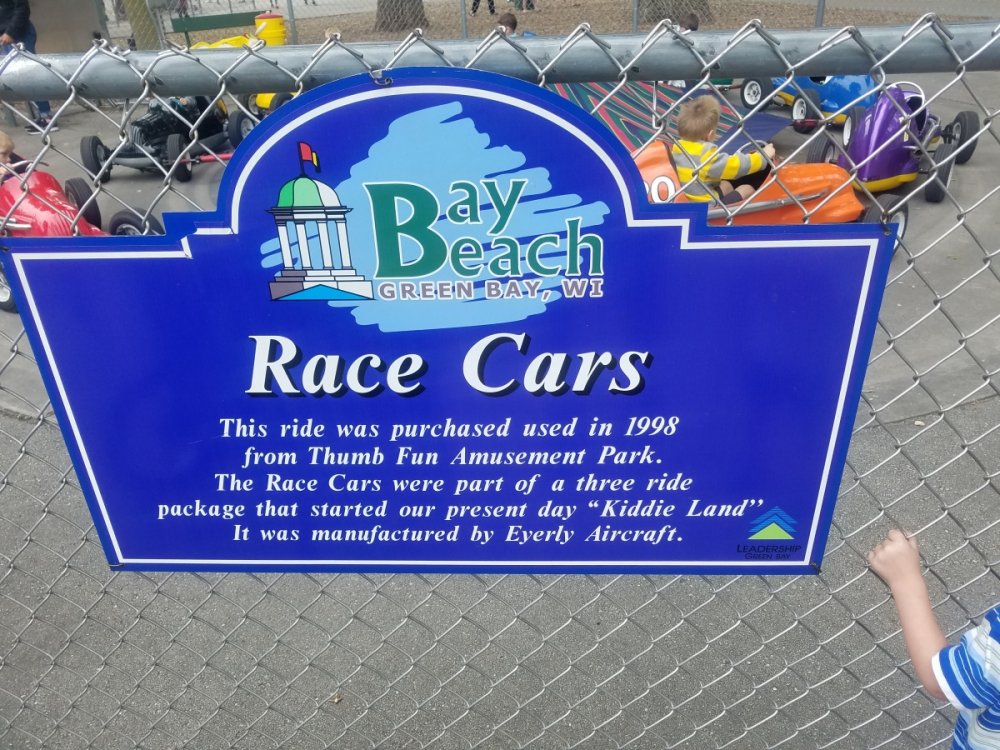 Bay
Beach
GREEN BAY, WI
Race Cars
This ride was purchased used in 1998
from Thumb Fun Amusement Park.
The Race Cars were part of a three ride
package that started our present day “Kiddie Land”
It was manufactured by Eyerly Aircraft.
LEADERSHIP
GREEN BAY